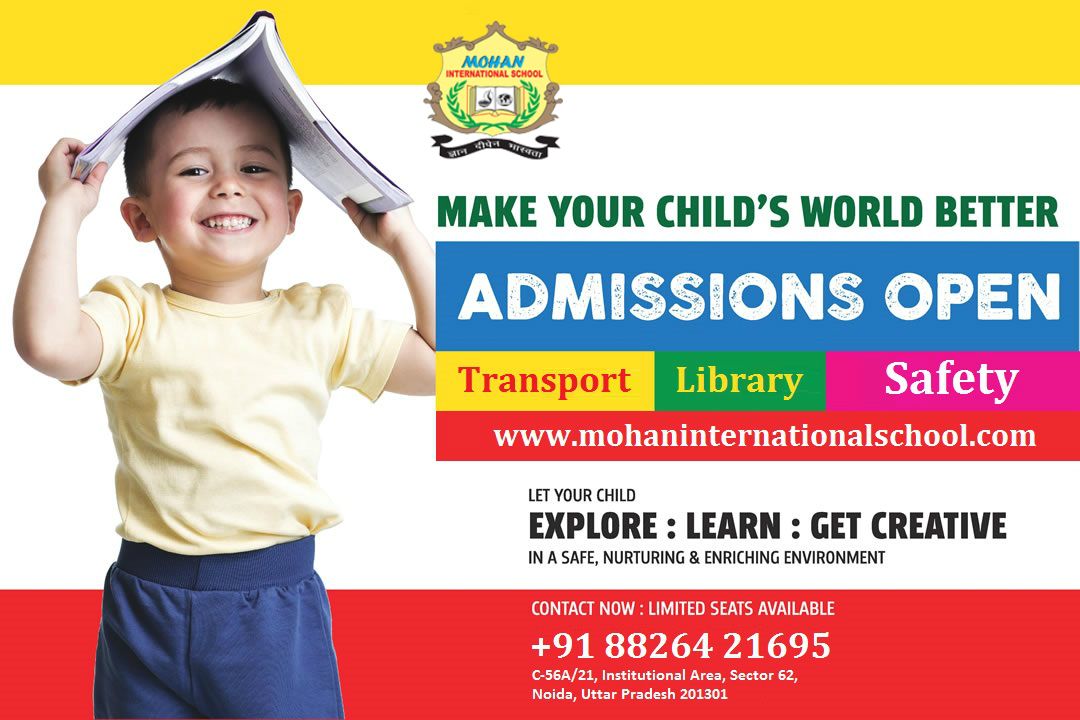 MOHAN
INTERNATIONAL SCHOOL
ज्ञान दीपेन भास्वता
MAKE YOUR CHILD'S WORLD BETTER
ADMISSIONS OPEN
Transport Library Safety
www.mohaninternationalschool.com
LET YOUR CHILD
EXPLORE : LEARN : GET CREATIVE
IN A SAFE, NURTURING & ENRICHING ENVIRONMENT
CONTACT NOW : LIMITED SEATS AVAILABLE
+91 88264 21695
C-56A/21, Institutional Area, Sector 62,
Noida, Uttar Pradesh 201301